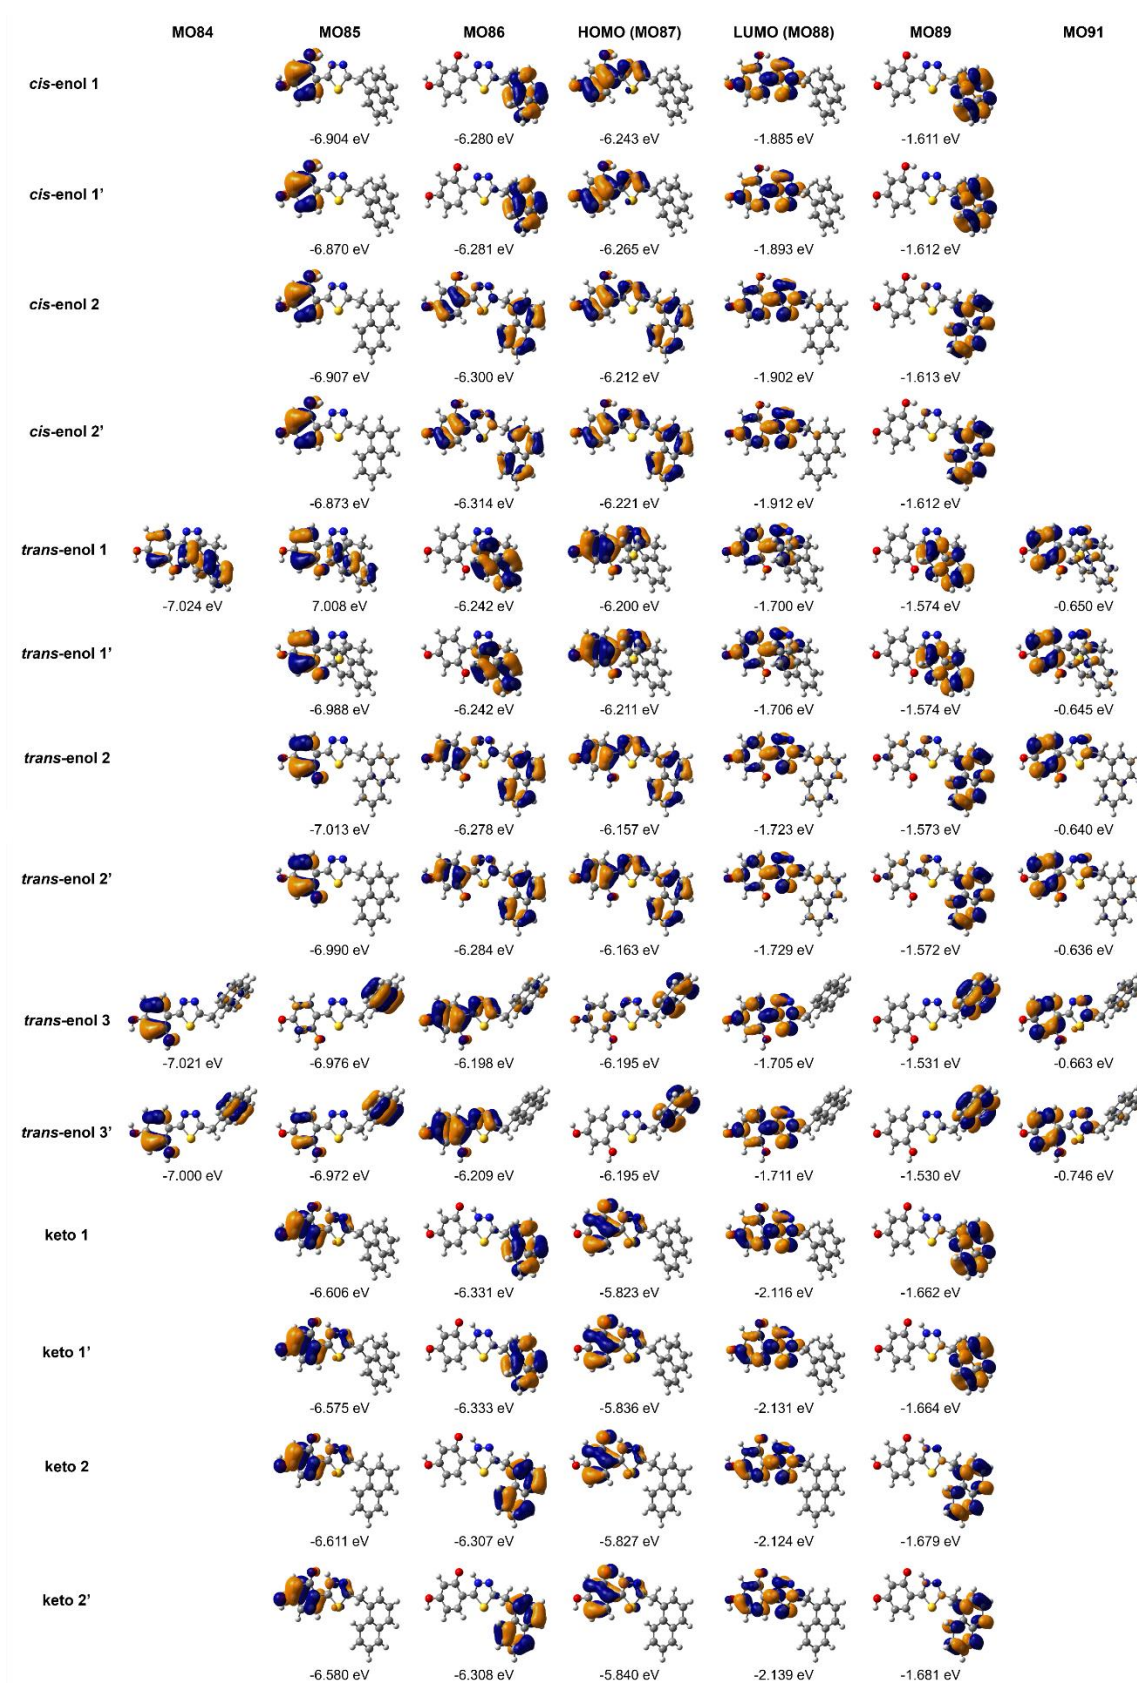 MO84 MO85 MO86 HOMO (MO87) LUMO (MO88) MO89 MO91
cis-enol 1
-6.904 eV -6.280 eV -6.243 eV -1.885 eV -1.611 eV
cis-enol 1’
-6.870 eV -6.281 eV -6.265 eV -1.893 eV -1.612 eV
cis-enol 2
-6.907 eV -6.300 eV -6.212 eV -1.902 eV -1.613 eV
cis-enol 2’
-6.873 eV -6.314 eV -6.221 eV -1.912 eV -1.612 eV
trans-enol 1
-7.024 eV 7.008 eV -6.242 eV -6.200 eV -1.700 eV -1.574 eV -0.650 eV
trans-enol 1’
-6.988 eV -6.242 eV -6.211 eV -1.706 eV -1.574 eV -0.645 eV
trans-enol 2
-7.013 eV -6.278 eV -6.157 eV -1.723 eV -1.573 eV -0.640 eV
trans-enol 2’
-6.990 eV -6.284 eV -6.163 eV -1.729 eV -1.572 eV -0.636 eV
trans-enol 3
-7.021 eV -6.976 eV -6.198 eV -6.195 eV -1.705 eV -1.531 eV -0.663 eV
trans-enol 3’
-7.000 eV -6.972 eV -6.209 eV -6.195 eV -1.711 eV -1.530 eV -0.746 eV
keto 1
-6.606 eV -6.331 eV -5.823 eV -2.116 eV -1.662 eV
keto 1’
-6.575 eV -6.333 eV -5.836 eV -2.131 eV -1.664 eV
keto 2
-6.611 eV -6.307 eV -5.827 eV -2.124 eV -1.679 eV
keto 2’
-6.580 eV -6.308 eV -5.840 eV -2.139 eV -1.681 eV